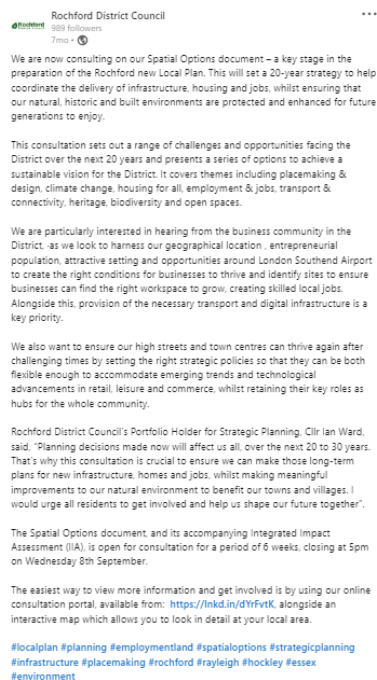 Rochford District Council
Rochford
989 followers
7mo •
We are now consulting on our Spatial Options document – a key stage in the
preparation of the Rochford new Local Plan. This will set a 20-year strategy to help
coordinate the delivery of infrastructure, housing and jobs, whilst ensuring that
our natural, historic and built environments are protected and enhanced for future
generations to enjoy.
This consultation sets out a range of challenges and opportunities facing the
District over the next 20 years and presents a series of options to achieve a
sustainable vision for the District. It covers themes including placemaking &
design, climate change, housing for all, employment & jobs, transport &
connectivity, heritage, biodiversity and open spaces.
We are particularly interested in hearing from the business community in the
District, -as we look to harness our geographical location , entrepreneurial
population, attractive setting and opportunities around London Southend Airport
to create the right conditions for businesses to thrive and identify sites to ensure
businesses can find the right workspace to grow, creating skilled local jobs.
Alongside this, provision of the necessary transport and digital infrastructure is a
key priority.
We also want to ensure our high streets and town centres can thrive again after
challenging times by setting the right strategic policies so that they can be both
flexible enough to accommodate emerging trends and technological
advancements in retail, leisure and commerce, whilst retaining their key roles as
hubs for the whole community.
Rochford District Council's Portfolio Holder for Strategic Planning, Cllr Ian Ward,
said, "Planning decisions made now will affect us all, over the next 20 to 30 years.
That's why this consultation is crucial to ensure we can make those long-term
plans for new infrastructure, homes and jobs, whilst making meaningful
improvements to our natural environment to benefit our towns and villages. I
would urge all residents to get involved and help us shape our future together".
The Spatial Options document, and its accompanying Integrated Impact
Assessment (IIA), is open for consultation for a period of 6 weeks, closing at 5pm
on Wednesday 8th September.
The easiest way to view more information and get involved is by using our online
consultation portal, available from: https://lnkd.in/dYrFvtK, alongside an
interactive map which allows you to look in detail at your local area.
#localplan #planning #employmentland #spatialoptions #strategicplanning
#infrastructure #placemaking #rochford #rayleigh #hockley #essex
#environment